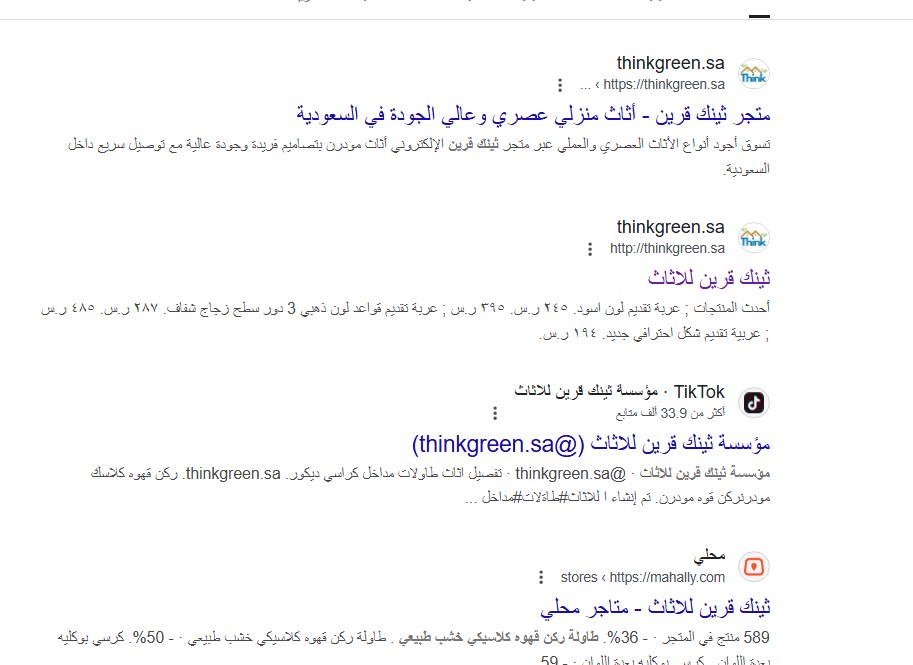 thinkgreen.sa
https://thinkgreen.sa › ...
متجر ثينك قرين - أثاث منزلي عصري وعالي الجودة في السعودية
تسوق أجود أنواع الأثاث العصري والعملي عبر متجر ثينك قرين الإلكتروني أثاث مودرن بتصاميم فريدة وجودة عالية مع توصيل سريع داخل
السعودية.
thinkgreen.sa
http://thinkgreen.sa
ثينك قرين للاثاث
أحدث المنتجات ; عربة تقديم لون اسود. ٢٤٥ ر.س. ٣٩٥ ر.س ; عربة تقديم قواعد لون ذهبي 3 دور سطح زجاج شفاف. ٢٨٧ ر.س. ٤٨٥ ر.س
; عربية تقديم شكل احترافي جديد. ١٩٤ ر.س.
TikTok · مؤسسة ثينك قرين للاثاث
أكثر من 33.9 ألف متابع
مؤسسة ثينك قرين للاثاث (@thinkgreen.sa)
مؤسسة ثينك قرين للاثاث · @thinkgreen.sa · تفصيل اثاث طاولات مداخل كراسي ديكور. thinkgreen.sa. ركن قهوه كلاسك
مودرنركن قوه مودرن. تم إنشاء ا للاثاث#طاةلات#مداخل ...
محلي
https://mahally.com › stores
ثينك قرين للاثاث - متاجر محلي
589 منتج في المتجر · - 36%. طاولة ركن قهوه كلاسيكي خشب طبيعي . طاولة ركن قهوه كلاسيكي خشب طبيعي · - 50%. كرسي بوكليه
Think
Think